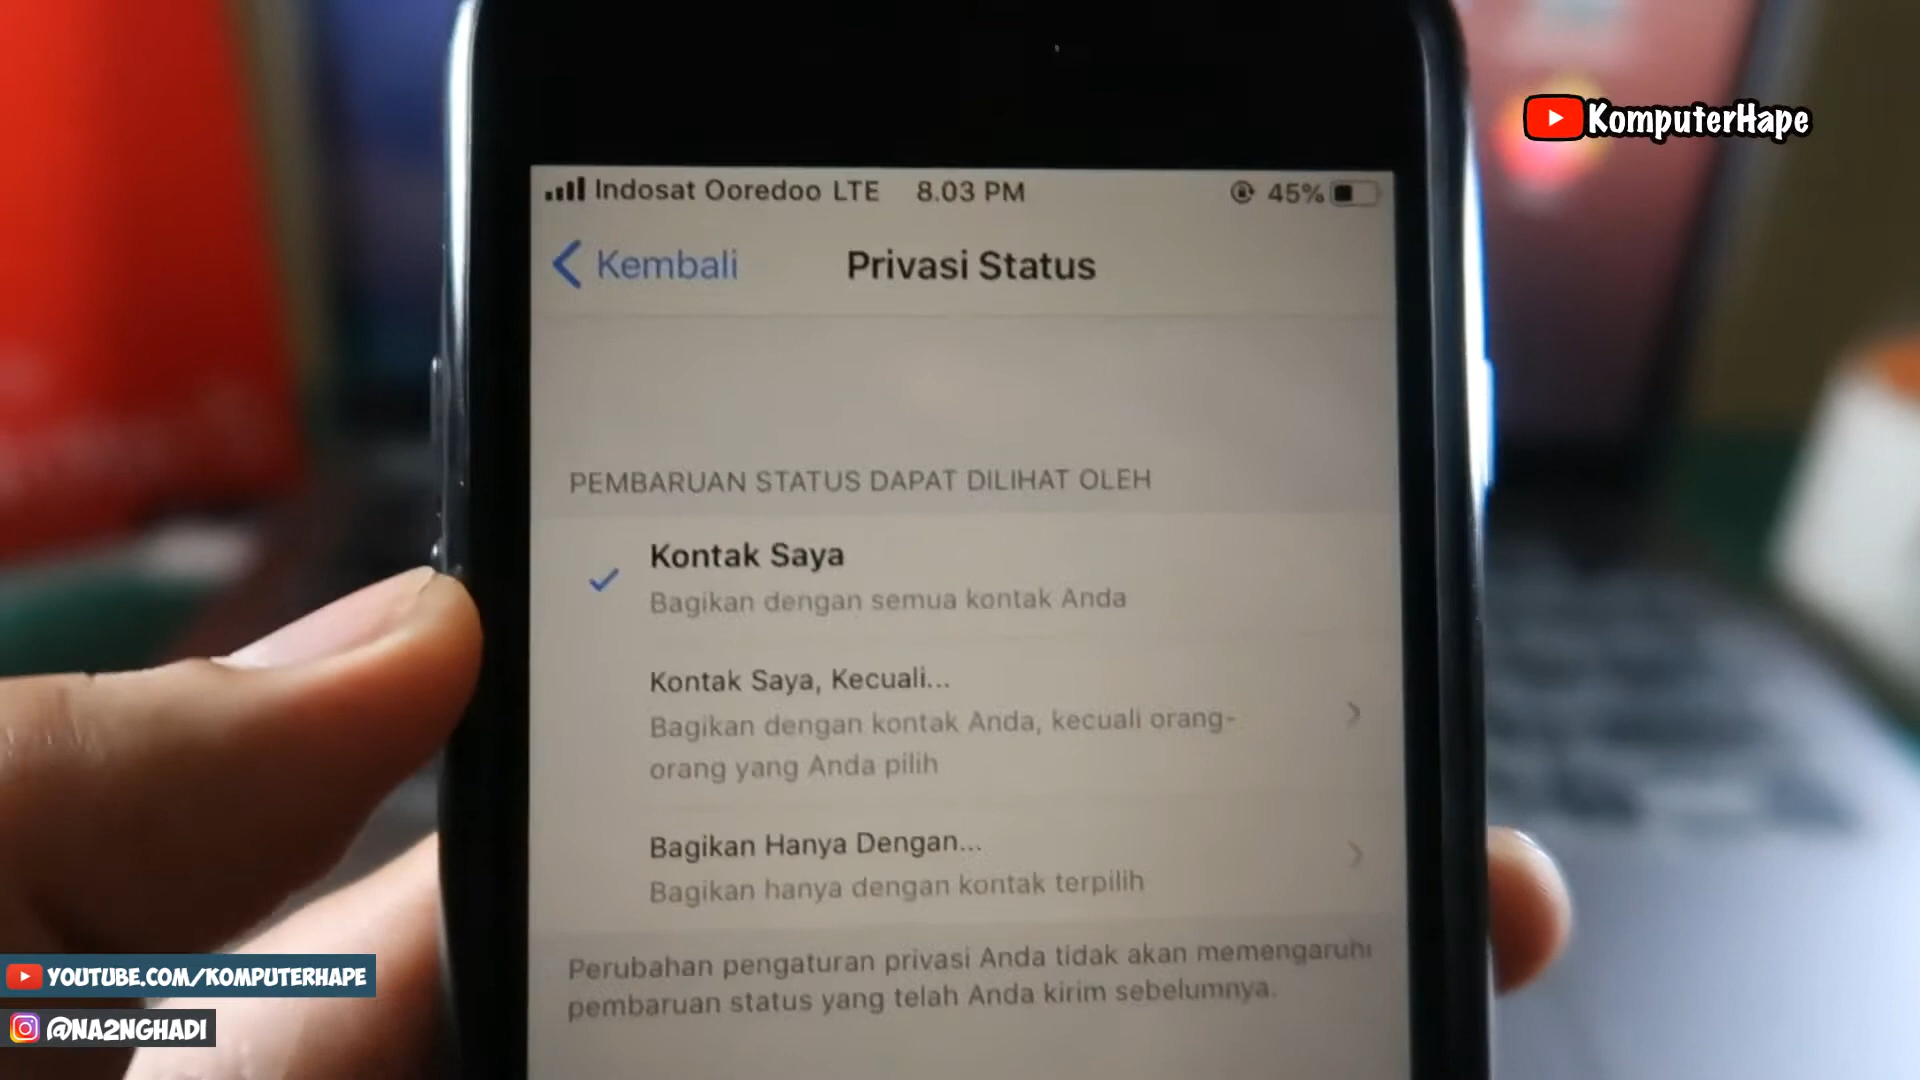 KomputerHape
Indosat Ooredoo LTE 8.03 PM 45%
Kembali Privasi Status
PEMBARUAN STATUS DAPAT DILIHAT OLEH
Kontak Saya
Bagikan dengan semua kontak Anda
Kontak Saya, Kecuali...
Bagikan dengan kontak Anda, kecuali orang-
orang yang Anda pilih
Bagikan Hanya Dengan...
Bagikan hanya dengan kontak terpilih
Perubahan pengaturan privasi Anda tidak akan memengaruhi
pembaruan status yang telah Anda kirim sebelumnya.
YOUTUBE.COM/KOMPUTERHAPE
@NA2NGHADI